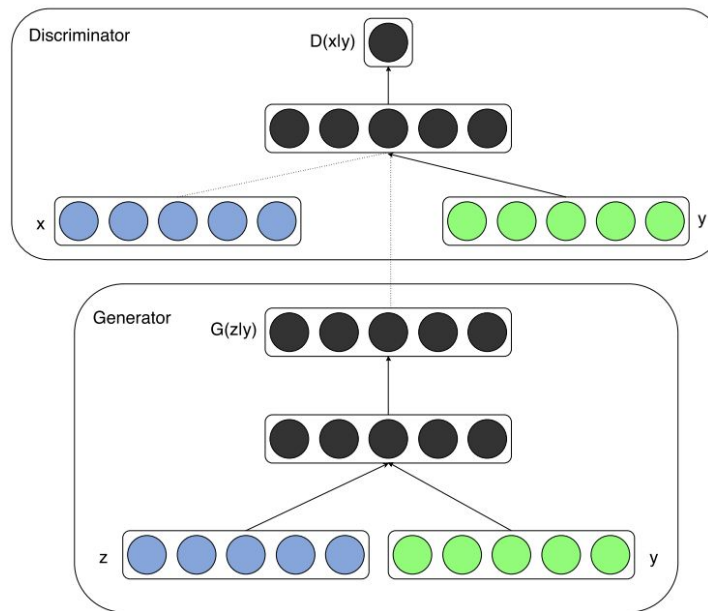 Discriminator
D(x|y)
x
y
Generator
G(z|y)
z
y